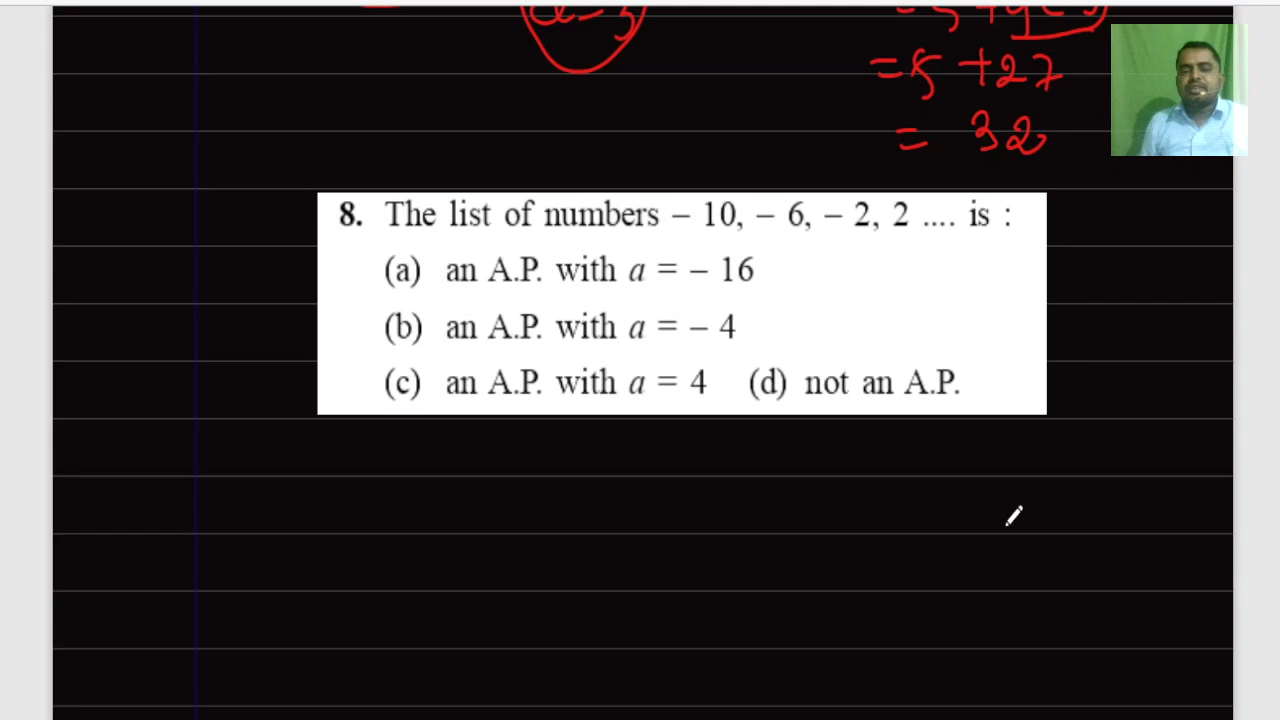 = 5 + 27
= 32
8. The list of numbers – 10, – 6, – 2, 2 .... is :
(a) an A.P. with a = – 16
(b) an A.P. with a = – 4
(c) an A.P. with a = 4 (d) not an A.P.